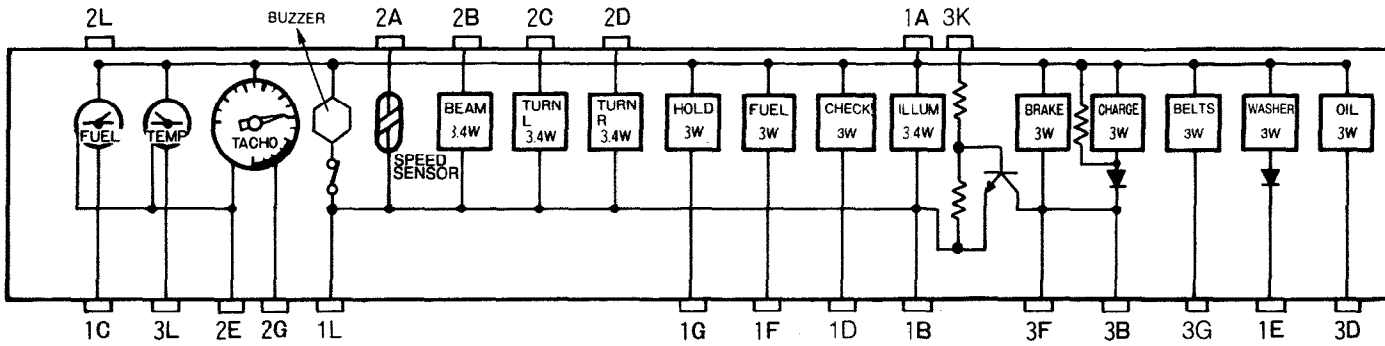 2L
BUZZER
2A
2B
2C
2D
1A
3K
FUEL
TEMP
TACHO
SPEED
SENSOR
BEAM
3.4W
TURN
L
3.4W
TURN
R
3.4W
HOLD
3W
FUEL
3W
CHECK
3W
ILLUM
3.4W
BRAKE
3W
CHARGE
3W
BELTS
3W
WASHER
3W
OIL
3W
1C
3L
2E
2G
1L
1G
1F
1D
1B
3F
3B
3G
1E
3D